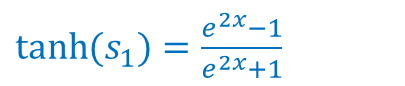 tanh(s₁) = (e^{2x}−1)/(e^{2x}+1)